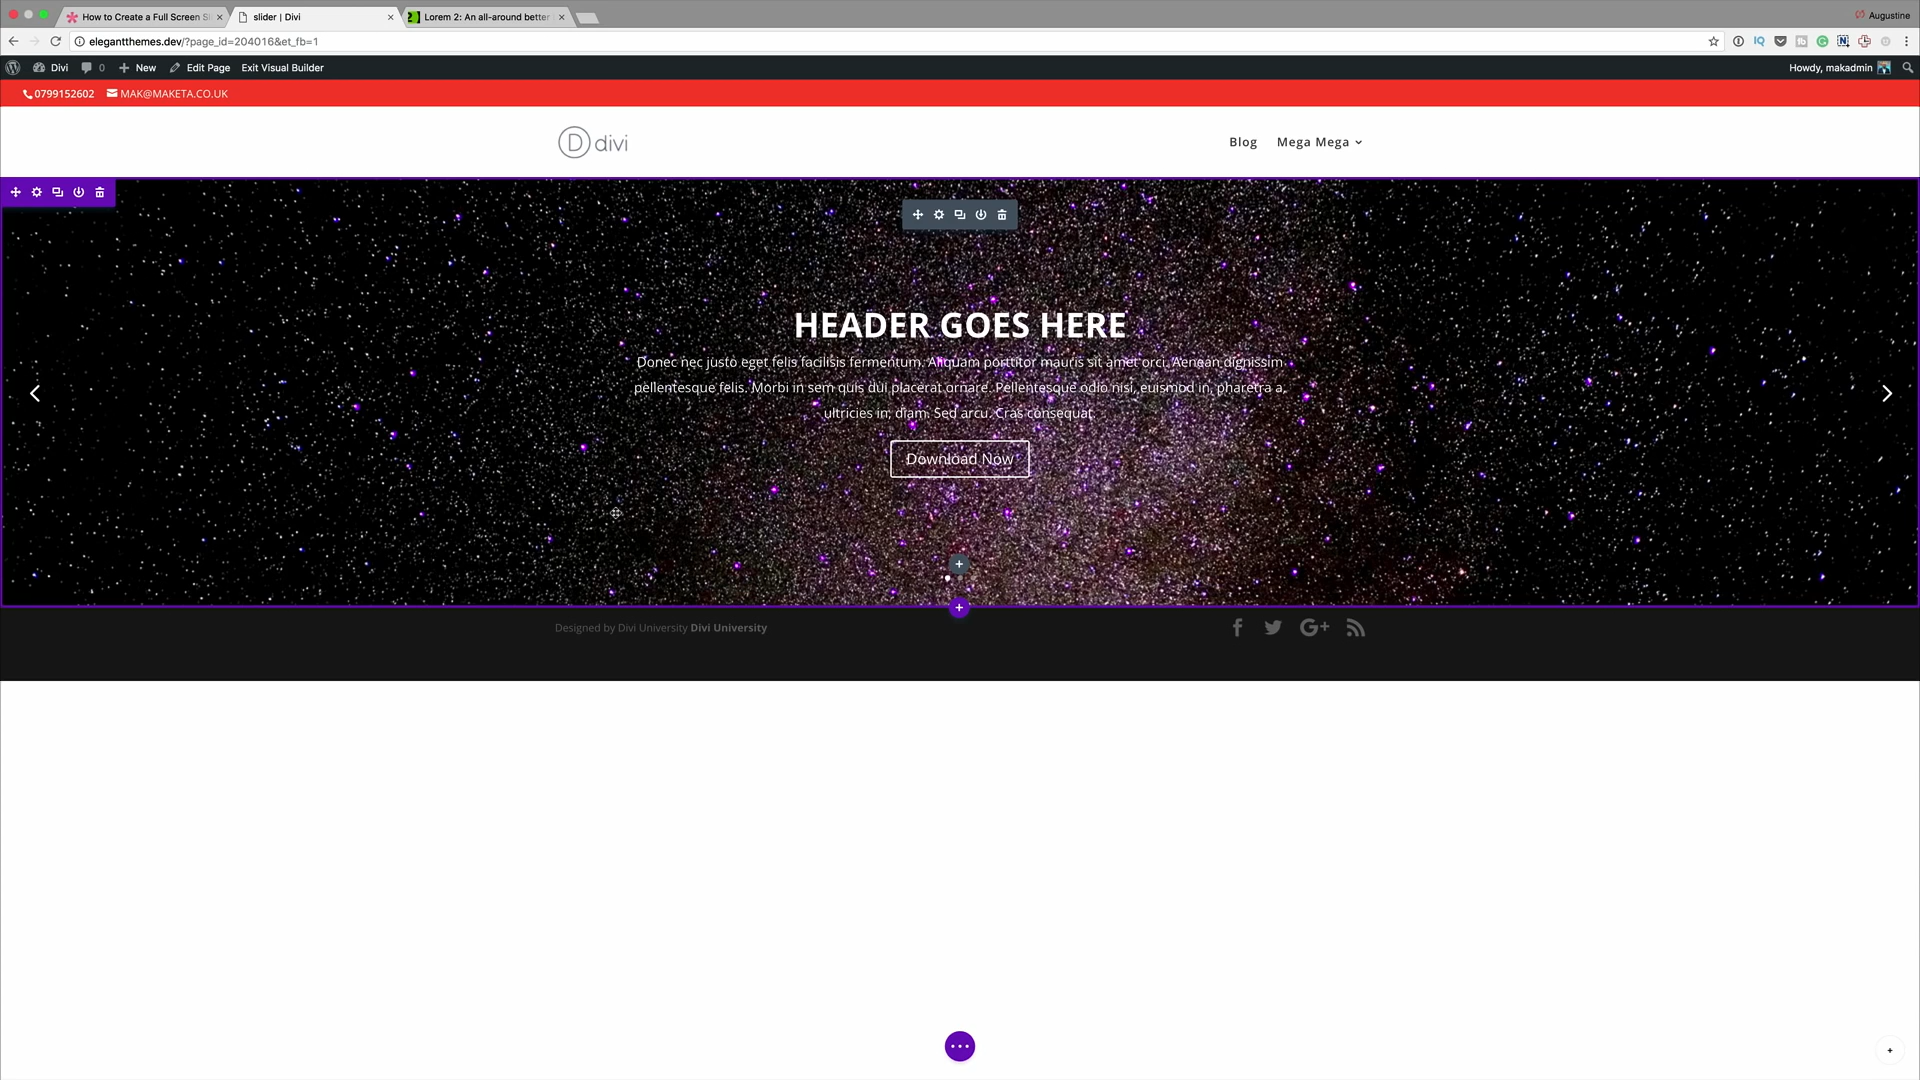 How to Create a Full Screen Sl
slider | Divi
Lorem 2: An all-around better
Augustine
elegantthemes.dev/?page_id=204016&et_fb=1
Divi
0
New
Edit Page
Exit Visual Builder
Howdy, makadmin
0799152602
MAK@MAKETA.CO.UK
D divi
Blog
Mega Mega
HEADER GOES HERE
Donec nec justo eget felis facilisis fermentum. Aliquam porttitor mauris sit amet orci. Aenean dignissim
pellentesque felis. Morbi in sem quis dui placerat ornare. Pellentesque odio nisi, euismod in, pharetra a,
ultricies in, diam. Sed arcu. Cras consequat.
Download Now
Designed by Divi University Divi University